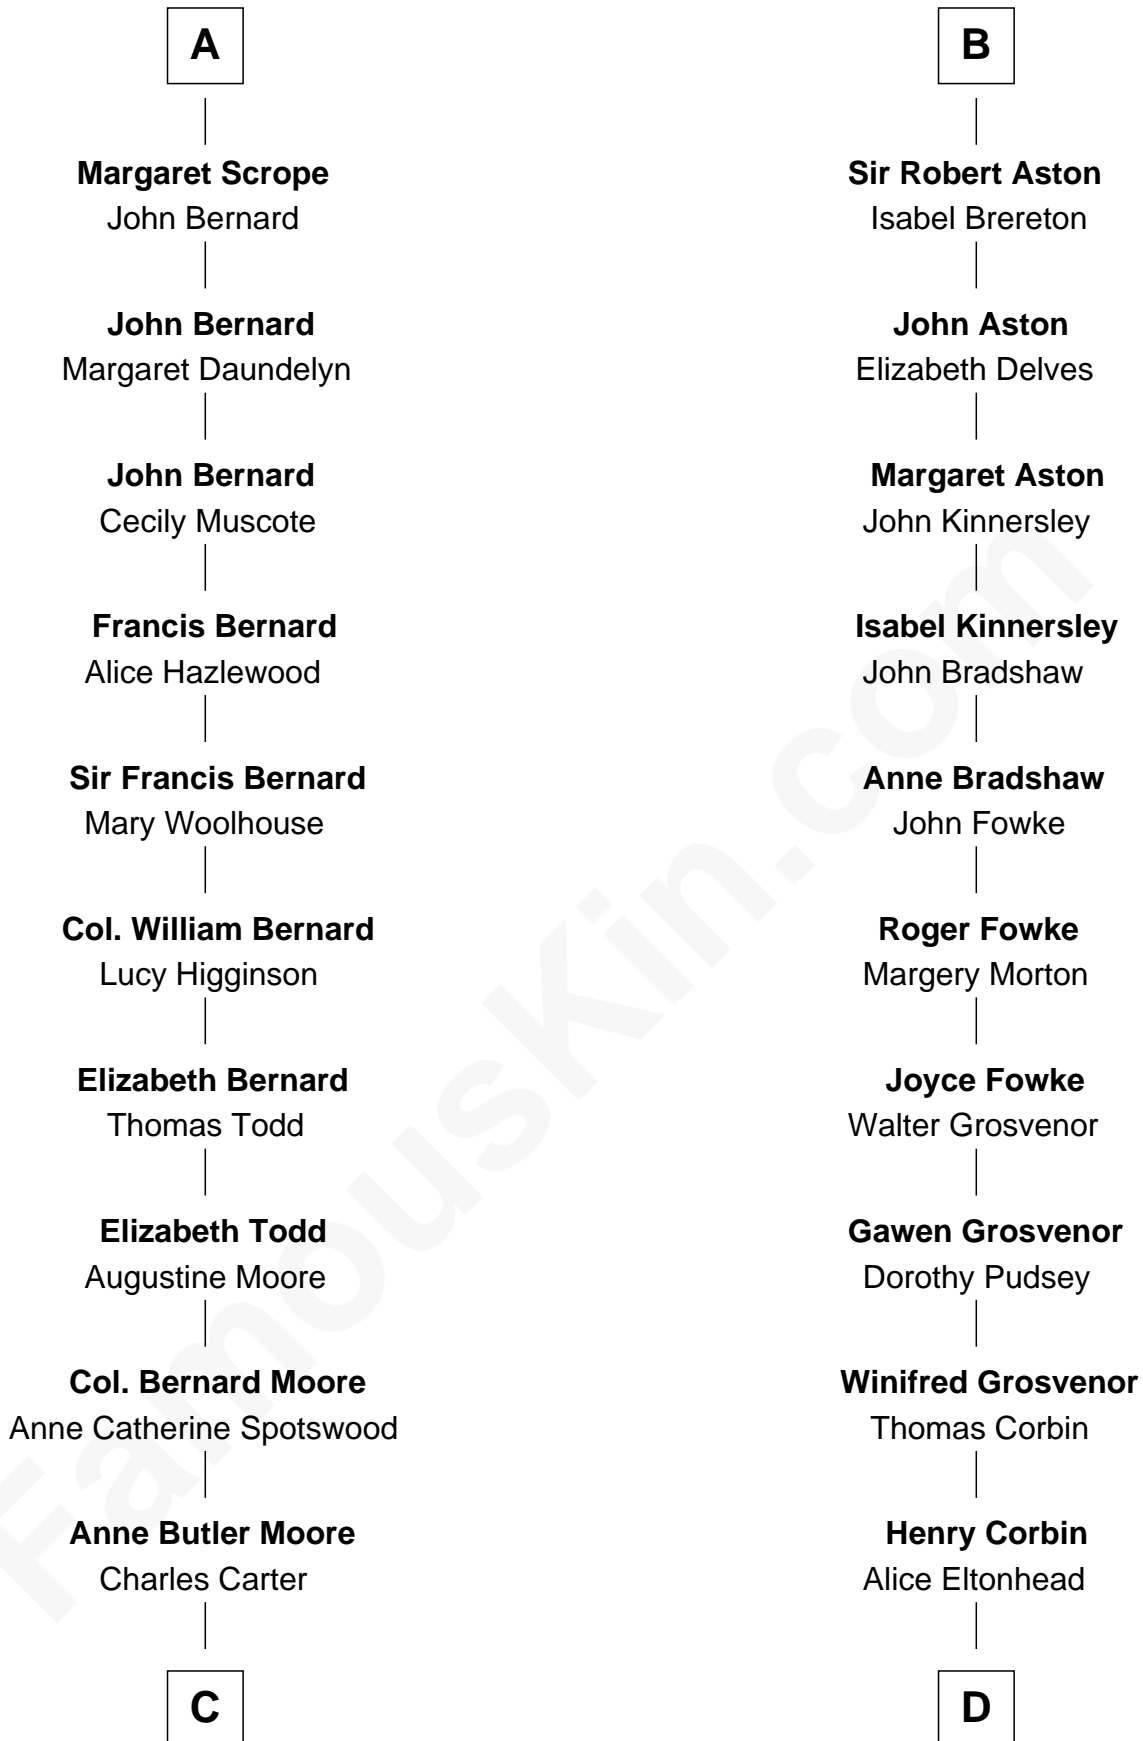 A
Margaret Scrope
John Bernard
John Bernard
Margaret Daundelyn
John Bernard
Cecily Muscote
Francis Bernard
Alice Hazlewood
Sir Francis Bernard
Mary Woolhouse
Col. William Bernard
Lucy Higginson
Elizabeth Bernard
Thomas Todd
Elizabeth Todd
Augustine Moore
Col. Bernard Moore
Anne Catherine Spotswood
Anne Butler Moore
Charles Carter
C
B
Sir Robert Aston
Isabel Brereton
John Aston
Elizabeth Delves
Margaret Aston
John Kinnersley
Isabel Kinnersley
John Bradshaw
Anne Bradshaw
John Fowke
Roger Fowke
Margery Morton
Joyce Fowke
Walter Grosvenor
Gawen Grosvenor
Dorothy Pudsey
Winifred Grosvenor
Thomas Corbin
Henry Corbin
Alice Eltonhead
D
FamousKin.com